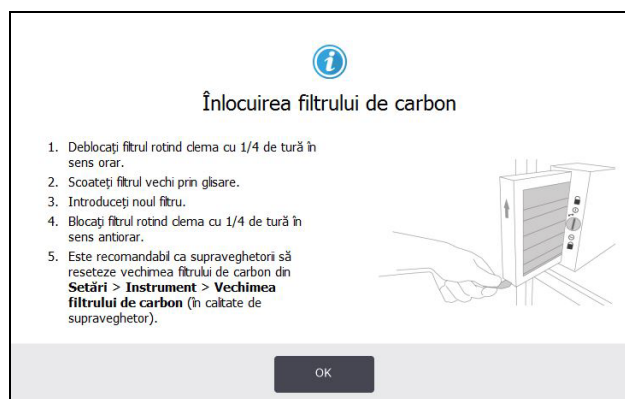 Înlocuirea filtrului de carbon
1. Deblocați filtrul rotind clema cu 1/4 de tură în
sens orar.
2. Scoateți filtrul vechi prin glisare.
3. Introduceți noul filtru.
4. Blocați filtrul rotind clema cu 1/4 de tură în
sens antiorar.
5. Este recomandabil ca supraveghetorii să
reseteze vechimea filtrului de carbon din
Setări > Instrument > Vechimea
filtrului de carbon (în calitate de
supraveghetor).
OK